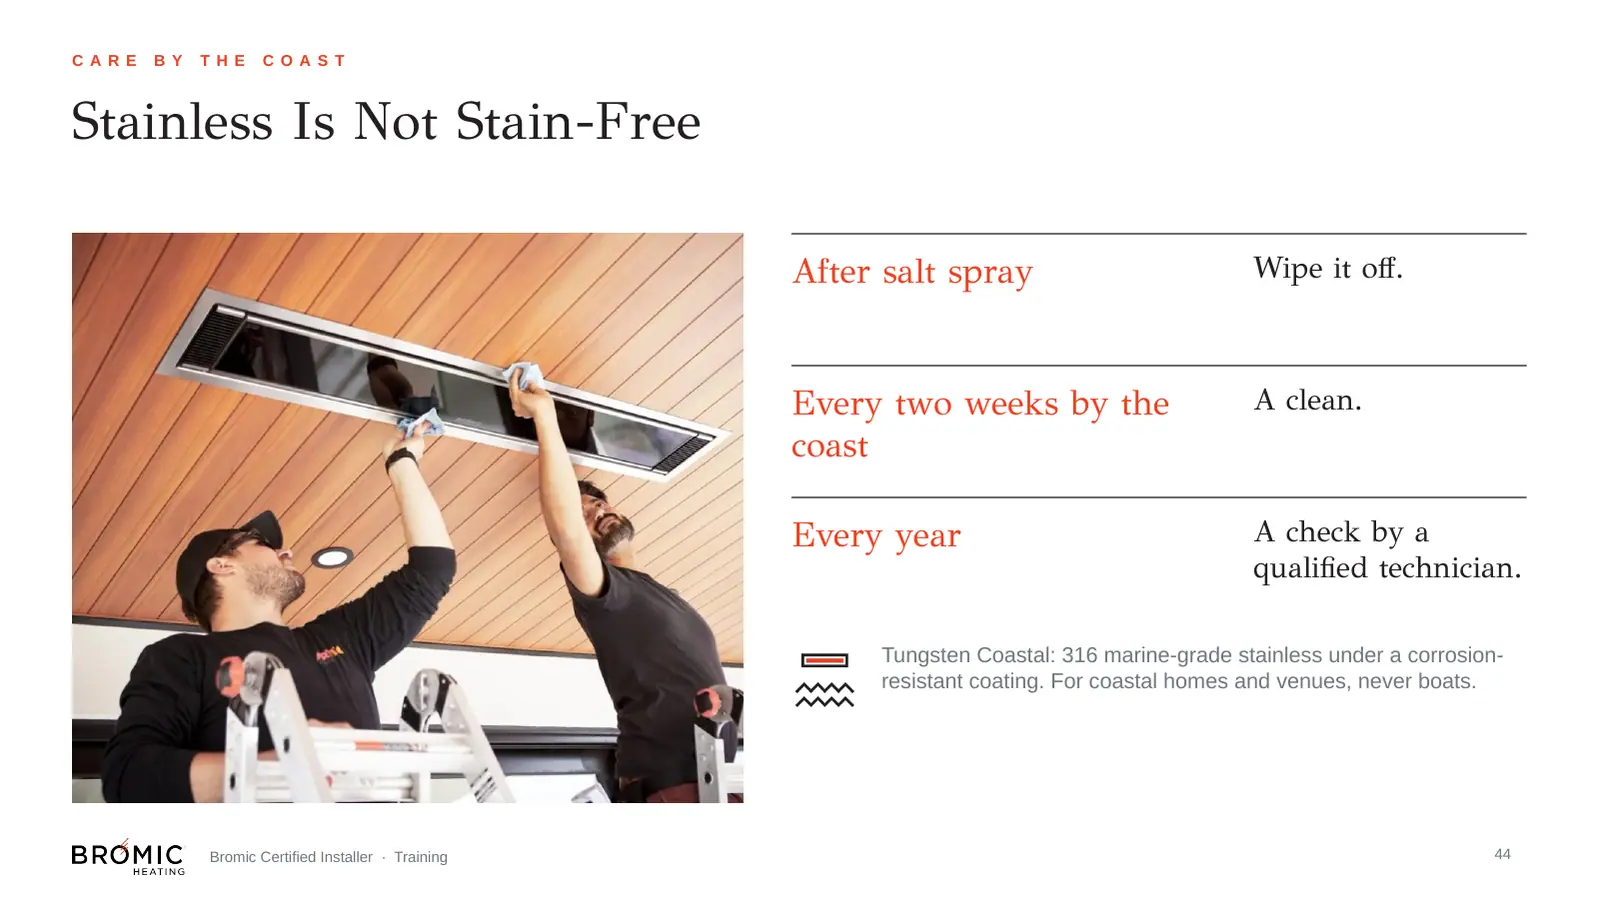 CARE BY THE COAST
Stainless Is Not Stain-Free
After salt spray
Wipe it off.
Every two weeks by the
coast
A clean.
Every year
A check by a
qualified technician.
Tungsten Coastal: 316 marine-grade stainless under a corrosion-
resistant coating. For coastal homes and venues, never boats.
BROMIC
HEATING
Bromic Certified Installer · Training
44